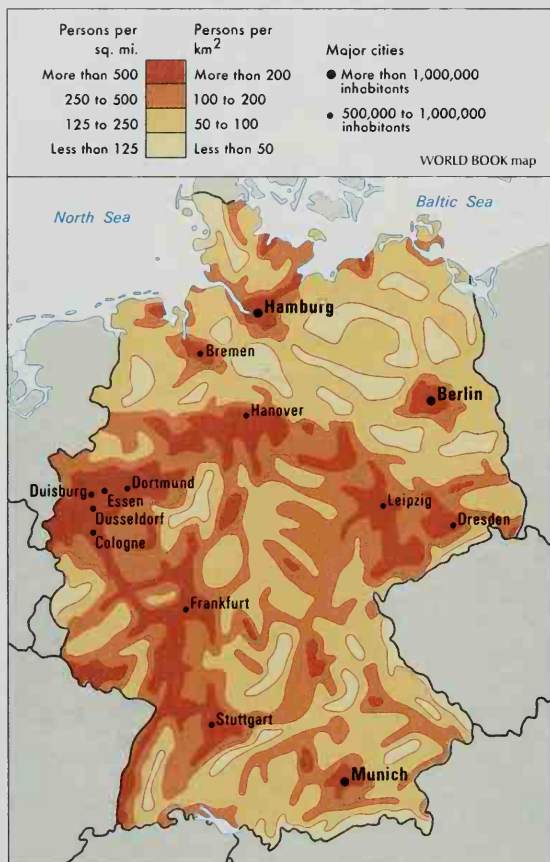 Persons per
sq. mi.
Persons per
km2
More than 500
More than 200
250 to 500
100 to 200
125 to 250
50 to 100
Less than 125
Less than 50
Major cities
More than 1,000,000
inhabitonts
500,000 to 1,000,000
inhabitonts
WORLD BOOK map
North Sea
Baltic Sea
Hamburg
Bremen
Berlin
Hanover
Dortmund
Duisburg
Essen
Dusseldorf
Cologne
Leipzig
Dresden
Frankfurt
Stuttgart
Munich